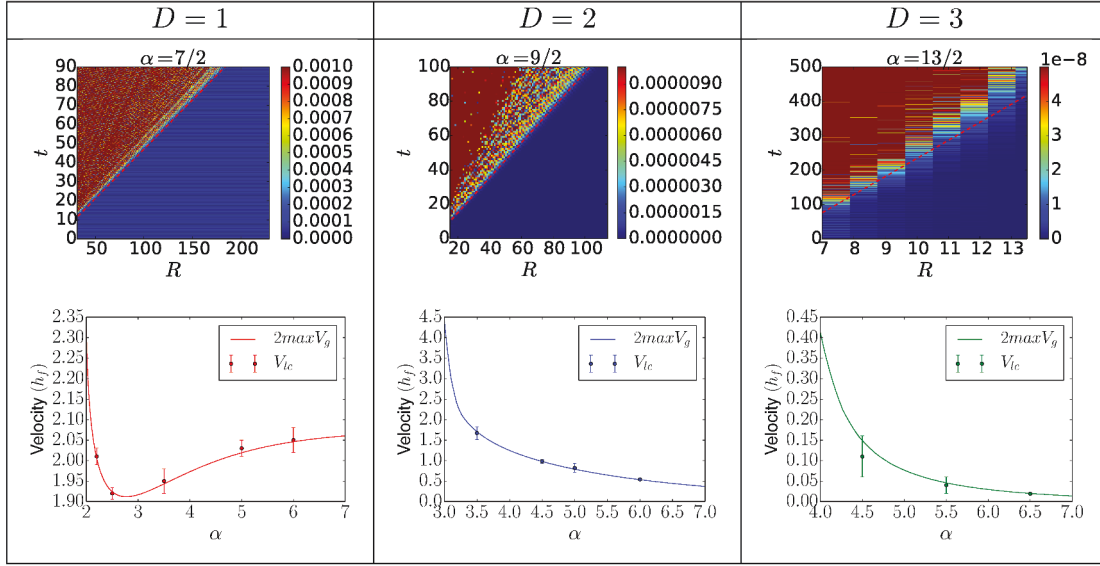 D = 1
D = 2
D = 3
α=7/2
90
80
70
60
50
40
30
20
10
0
t
50 100 150 200
R
0.0010
0.0009
0.0008
0.0007
0.0006
0.0005
0.0004
0.0003
0.0002
0.0001
0.0000
α=9/2
100
80
60
40
20
0
t
20 40 60 80 100
R
0.0000090
0.0000075
0.0000060
0.0000045
0.0000030
0.0000015
0.0000000
α=13/2
500
400
300
200
100
0
t
7 8 9 10 11 12 13
R
1e−8
4
3
2
1
0
2.35
2.30
2.25
2.20
2.15
2.10
2.05
2.00
1.95
1.90
Velocity (hf)
2 3 4 5 6 7
α
2maxVg
Vlc
4.5
4.0
3.5
3.0
2.5
2.0
1.5
1.0
0.5
0.0
Velocity (hf)
3.0 3.5 4.0 4.5 5.0 5.5 6.0 6.5 7.0
α
2maxVg
Vlc
0.45
0.40
0.35
0.30
0.25
0.20
0.15
0.10
0.05
0.00
Velocity (hf)
4.0 4.5 5.0 5.5 6.0 6.5 7.0
α
2maxVg
Vlc